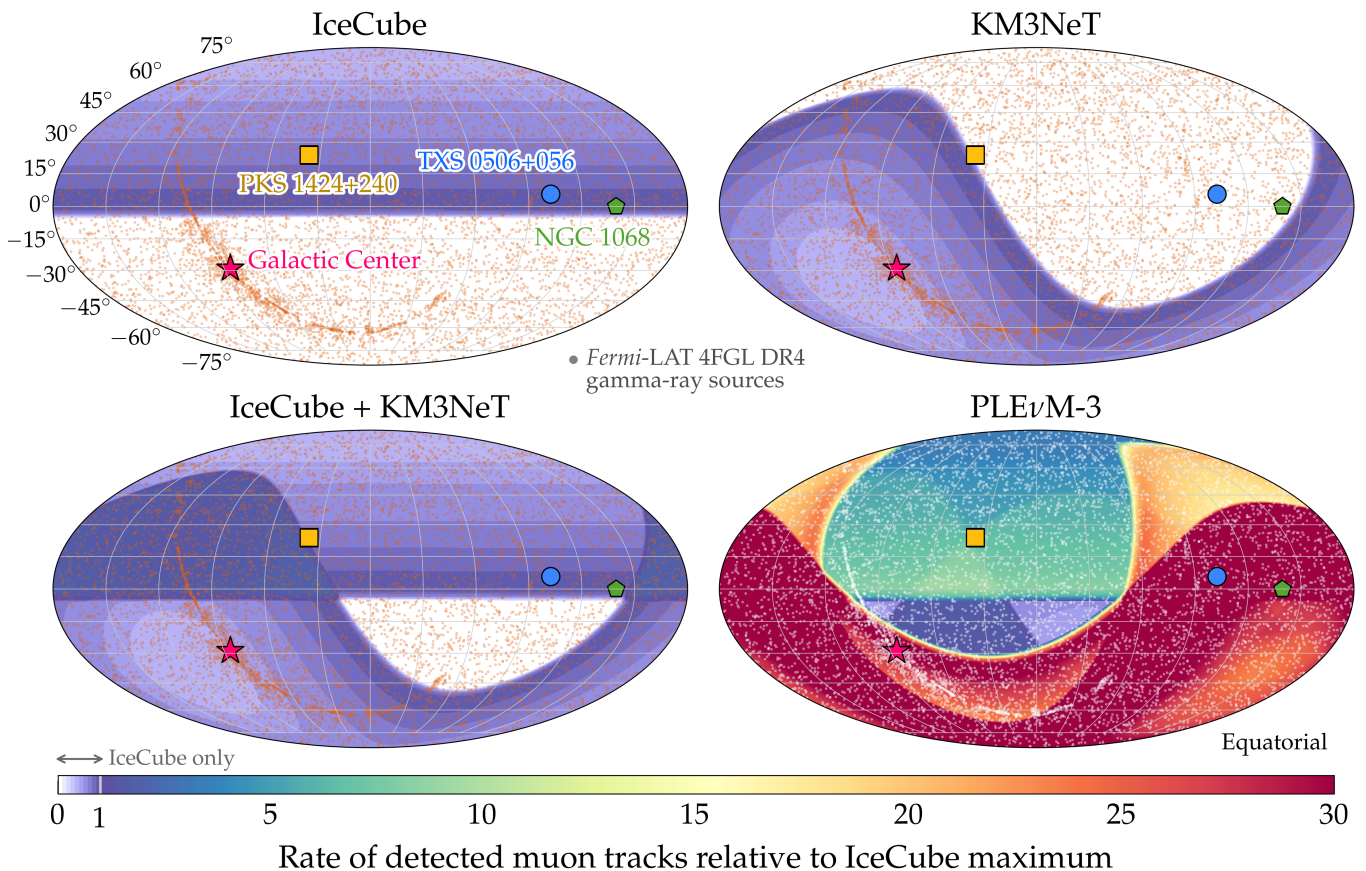 IceCube
KM3NeT
75°
60°
45°
30°
15°
0°
−15°
−30°
−45°
−60°
−75°
TXS 0506+056
PKS 1424+240
NGC 1068
Galactic Center
Fermi-LAT 4FGL DR4
gamma-ray sources
IceCube + KM3NeT
PLEνM-3
Equatorial
IceCube only
0 1 5 10 15 20 25 30
Rate of detected muon tracks relative to IceCube maximum